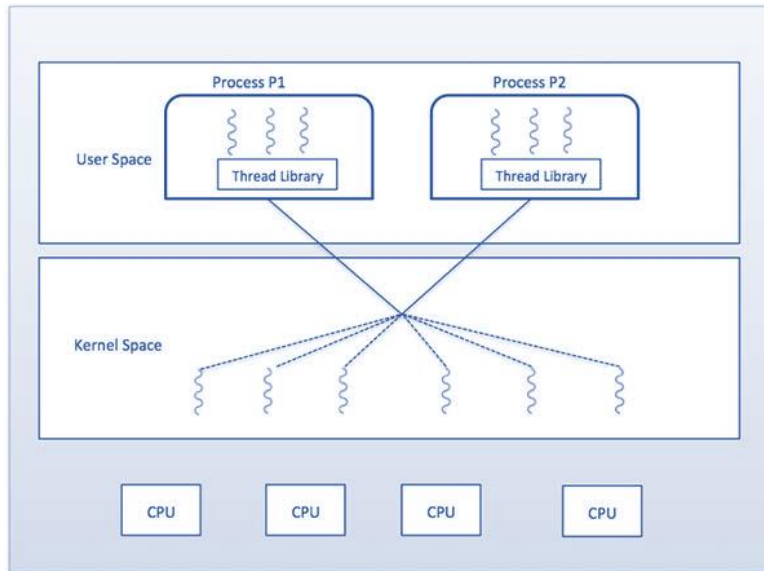 Process P1
Process P2
User Space
Thread Library
Thread Library
Kernel Space
CPU
CPU
CPU
CPU